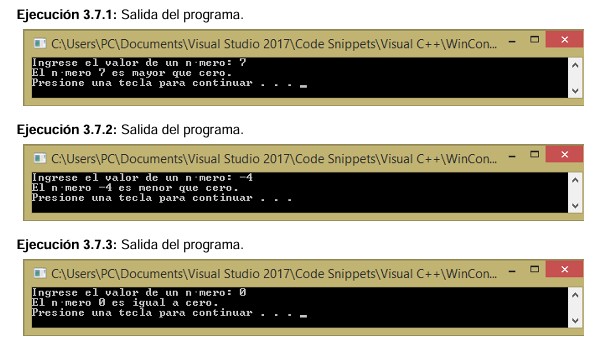 Ejecución 3.7.1: Salida del programa.
C:\Users\PC\Documents\Visual Studio 2017\Code Snippets\Visual C++\WinCon...
Ingrese el valor de un n·mero: 7
El n·mero 7 es mayor que cero.
Presione una tecla para continuar . . . _
Ejecución 3.7.2: Salida del programa.
C:\Users\PC\Documents\Visual Studio 2017\Code Snippets\Visual C++\WinCon...
Ingrese el valor de un n·mero: -4
El n·mero -4 es menor que cero.
Presione una tecla para continuar . . .
Ejecución 3.7.3: Salida del programa.
C:\Users\PC\Documents\Visual Studio 2017\Code Snippets\Visual C++\WinCon...
Ingrese el valor de un n·mero: 0
El n·mero 0 es igual a cero.
Presione una tecla para continuar . . . _